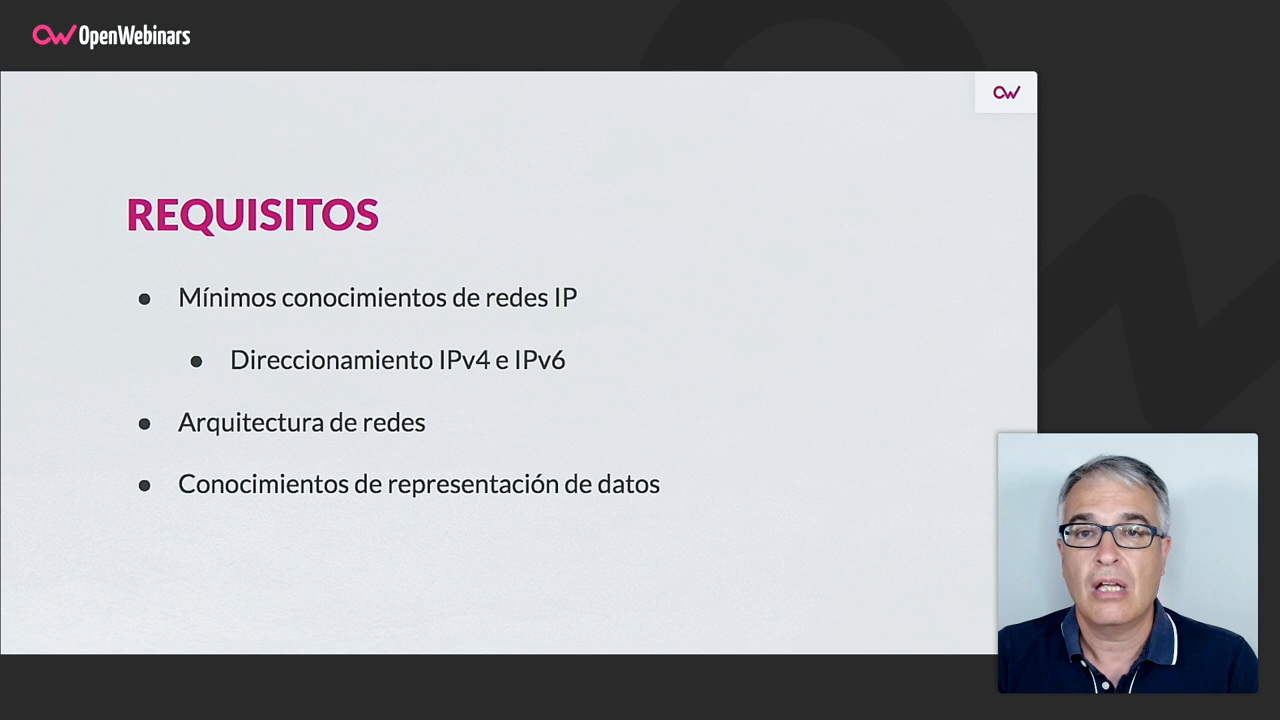 OpenWebinars
REQUISITOS
Mínimos conocimientos de redes IP
Direccionamiento IPv4 e IPv6
Arquitectura de redes
Conocimientos de representación de datos